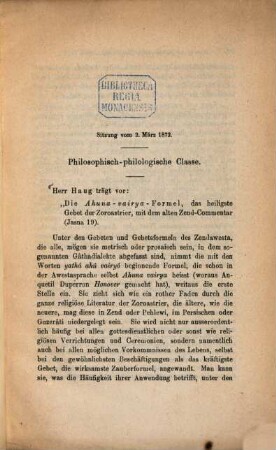 BIBLIOTHECA
REGIA
MONACENSIS
Sitzung vom 2. März 1872.
Philosophisch-philologische Classe.
Herr Haug trägt vor:
„Die Ahuna-vairya-Formel, das heiligste
Gebet der Zoroastrier, mit dem alten Zend-Commentar
(Jasna 19).
Unter den Gebeten und Gebetsformeln des Zendawesta,
die alle, mögen sie metrisch oder prosaisch sein, in dem so-
genannten Gâthâdialekte abgefasst sind, nimmt die mit den
Worten yathâ ahû vairyô beginnende Formel, die schon in
der Awestasprache selbst Ahuna vairya heisst (woraus An-
quetil Duperron Honover gemacht hat), weitaus die erste
Stelle ein. Sie zieht sich wie ein rother Faden durch die
ganze religiöse Literatur der Zoroastrier, die ältere, wie die
neuere, mag diese in Zend oder Pehlewi, im Persischen oder
Guzerâti niedergelegt sein. Sie wird nicht nur ausserordent-
lich häufig bei allen gottesdienstlichen oder sonst wie reli-
giösen Verrichtungen und Ceremonien, sondern namentlich
auch bei allen möglichen Vorkommnissen des Lebens, selbst
bei den gewöhnlichsten Beschäftigungen als das kräftigste
Gebet, die wirksamste Zauberformel, angewandt. Man kann
sie, was die Häufigkeit ihrer Anwendung betrifft, unter den